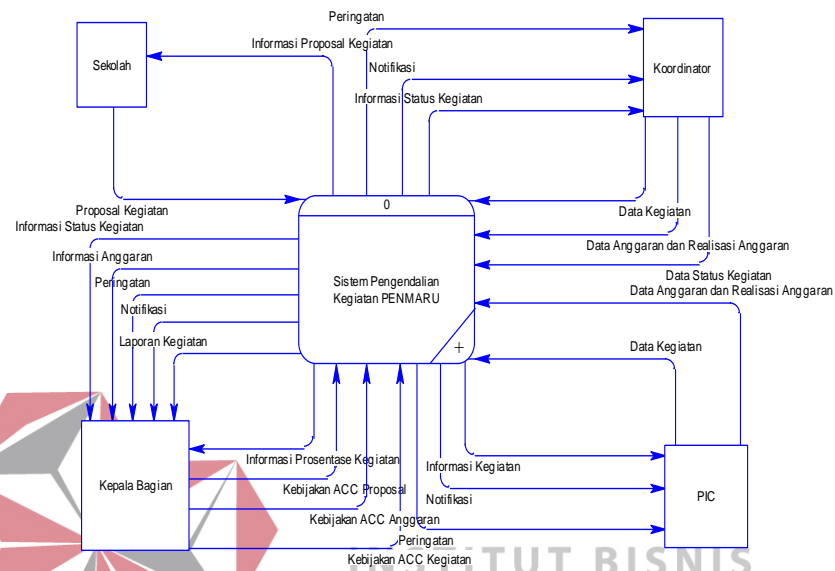 Peringatan
Informasi Proposal Kegiatan
Sekolah
Notifikasi
Koordinator
Informasi Status Kegiatan
0
Proposal Kegiatan
Data Kegiatan
Informasi Status Kegiatan
Data Anggaran dan Realisasi Anggaran
Informasi Anggaran
Data Status Kegiatan
Peringatan
Sistem Pengendalian
Kegiatan PENMARU
Data Anggaran dan Realisasi Anggaran
Notifikasi
Laporan Kegiatan
+
Data Kegiatan
Informasi Prosentase Kegiatan
Informasi Kegiatan
Kepala Bagian
Kebijakan ACC Proposal
Notifikasi
PIC
Kebijakan ACC Anggaran
Peringatan
Kebijakan ACC Kegiatan
INSTITUT BISNIS